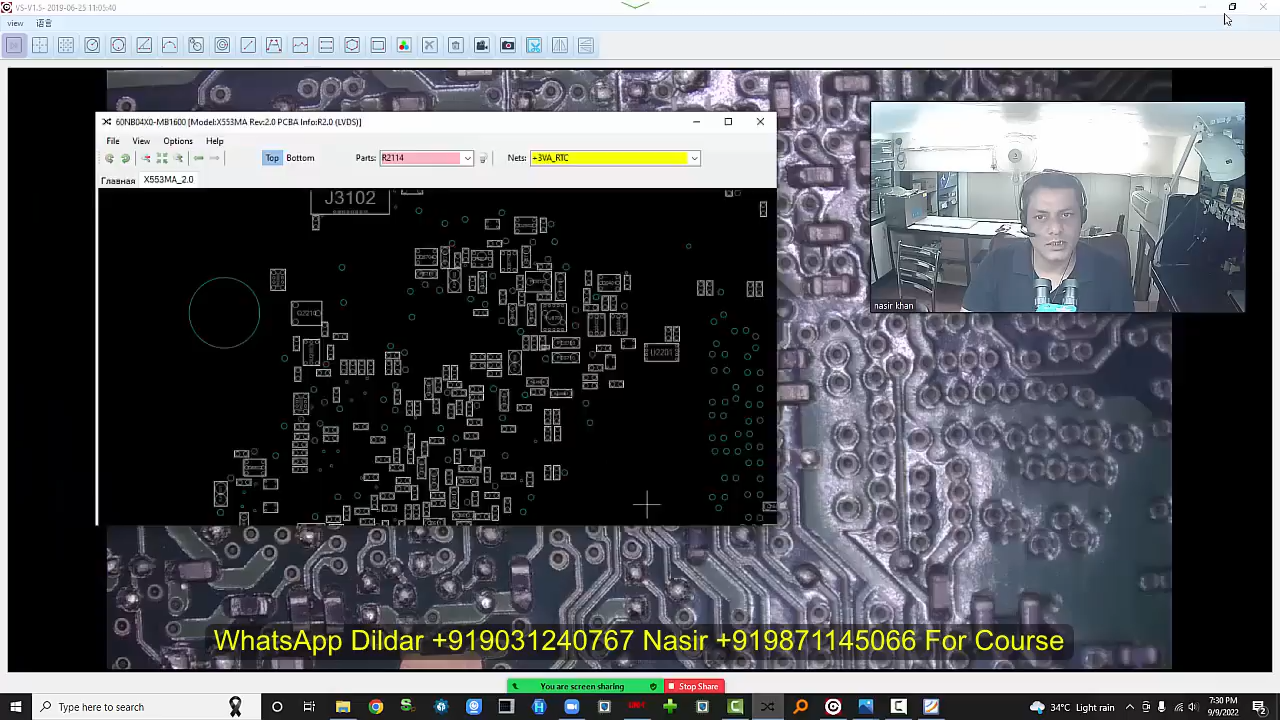 VS-V1.5- 2019-06-25 11:05:40
view 语言
60NB04X0-MB1600 [Model:X553MA Rev:2.0 PCBA Info:R2.0 (LVDS)]
File View Options Help
Top Bottom Parts: R2114 Nets: +3VA_RTC
Главная X553MA_2.0
J3102
U2201
nasir khan
WhatsApp Dildar +919031240767 Nasir +919871145066 For Course
You are screen sharing Stop Share
Type here to search
34°C Light rain
7:30 PM
9/9/2022